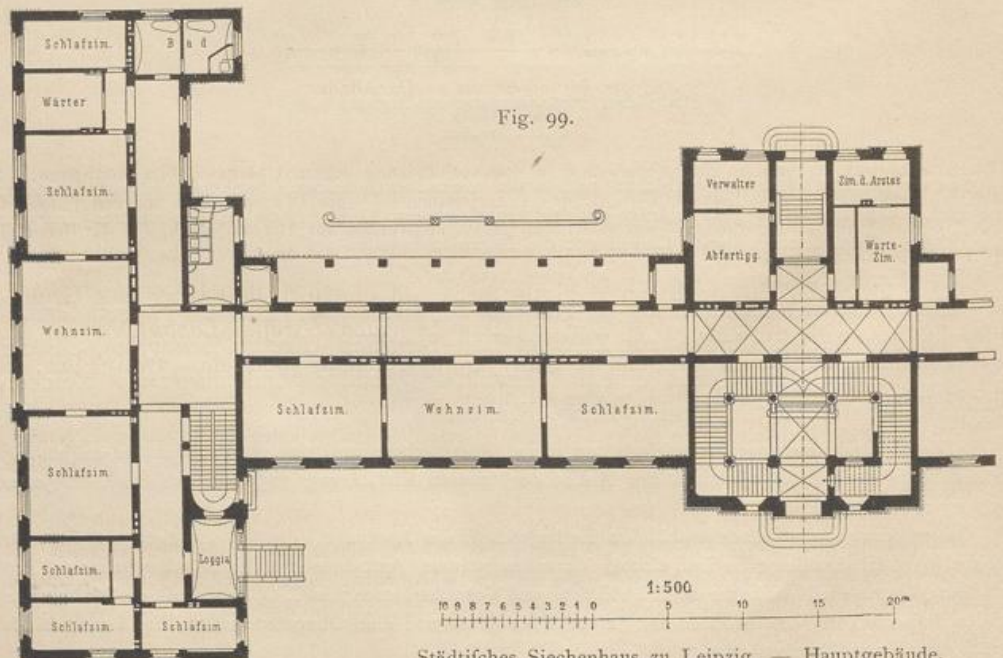 Schlafzim.
Bad
Wärter
Fig. 99.
Schlafzim.
Verwalter
Zim. d. Arztes
Abfertigg.
Warte-
Zim.
Wohnzim.
Schlafzim.
Wohnzim.
Schlafzim.
Schlafzim.
Loggia
Schlafzim.
Schlafzim.
Schlafzim
1:500
10 9 8 7 6 5 4 3 2 1 0 5 10 15 20m
Städtiſches Siechenhaus zu Leipzig. — Hauptgebäude.